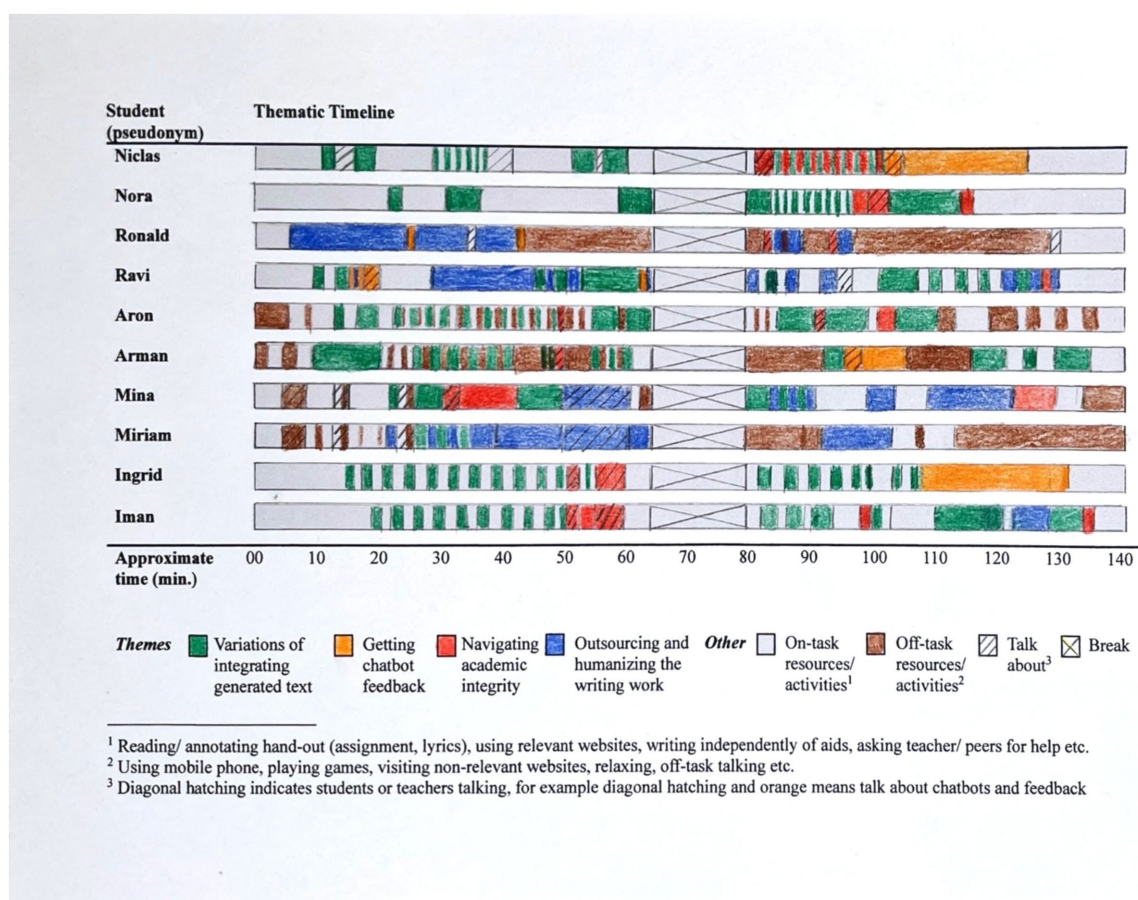 Student
(pseudonym)
Thematic Timeline
Niclas
Nora
Ronald
Ravi
Aron
Arman
Mina
Miriam
Ingrid
Iman
Approximate
time (min.)
00 10 20 30 40 50 60 70 80 90 100 110 120 130 140
Themes
Variations of
integrating
generated text
Getting
chatbot
feedback
Navigating
academic
integrity
Outsourcing and
humanizing the
writing work
Other
On-task
resources/
activities¹
Off-task
resources/
activities²
Talk
about³
Break
¹ Reading/ annotating hand-out (assignment, lyrics), using relevant websites, writing independently of aids, asking teacher/ peers for help etc.
² Using mobile phone, playing games, visiting non-relevant websites, relaxing, off-task talking etc.
³ Diagonal hatching indicates students or teachers talking, for example diagonal hatching and orange means talk about chatbots and feedback